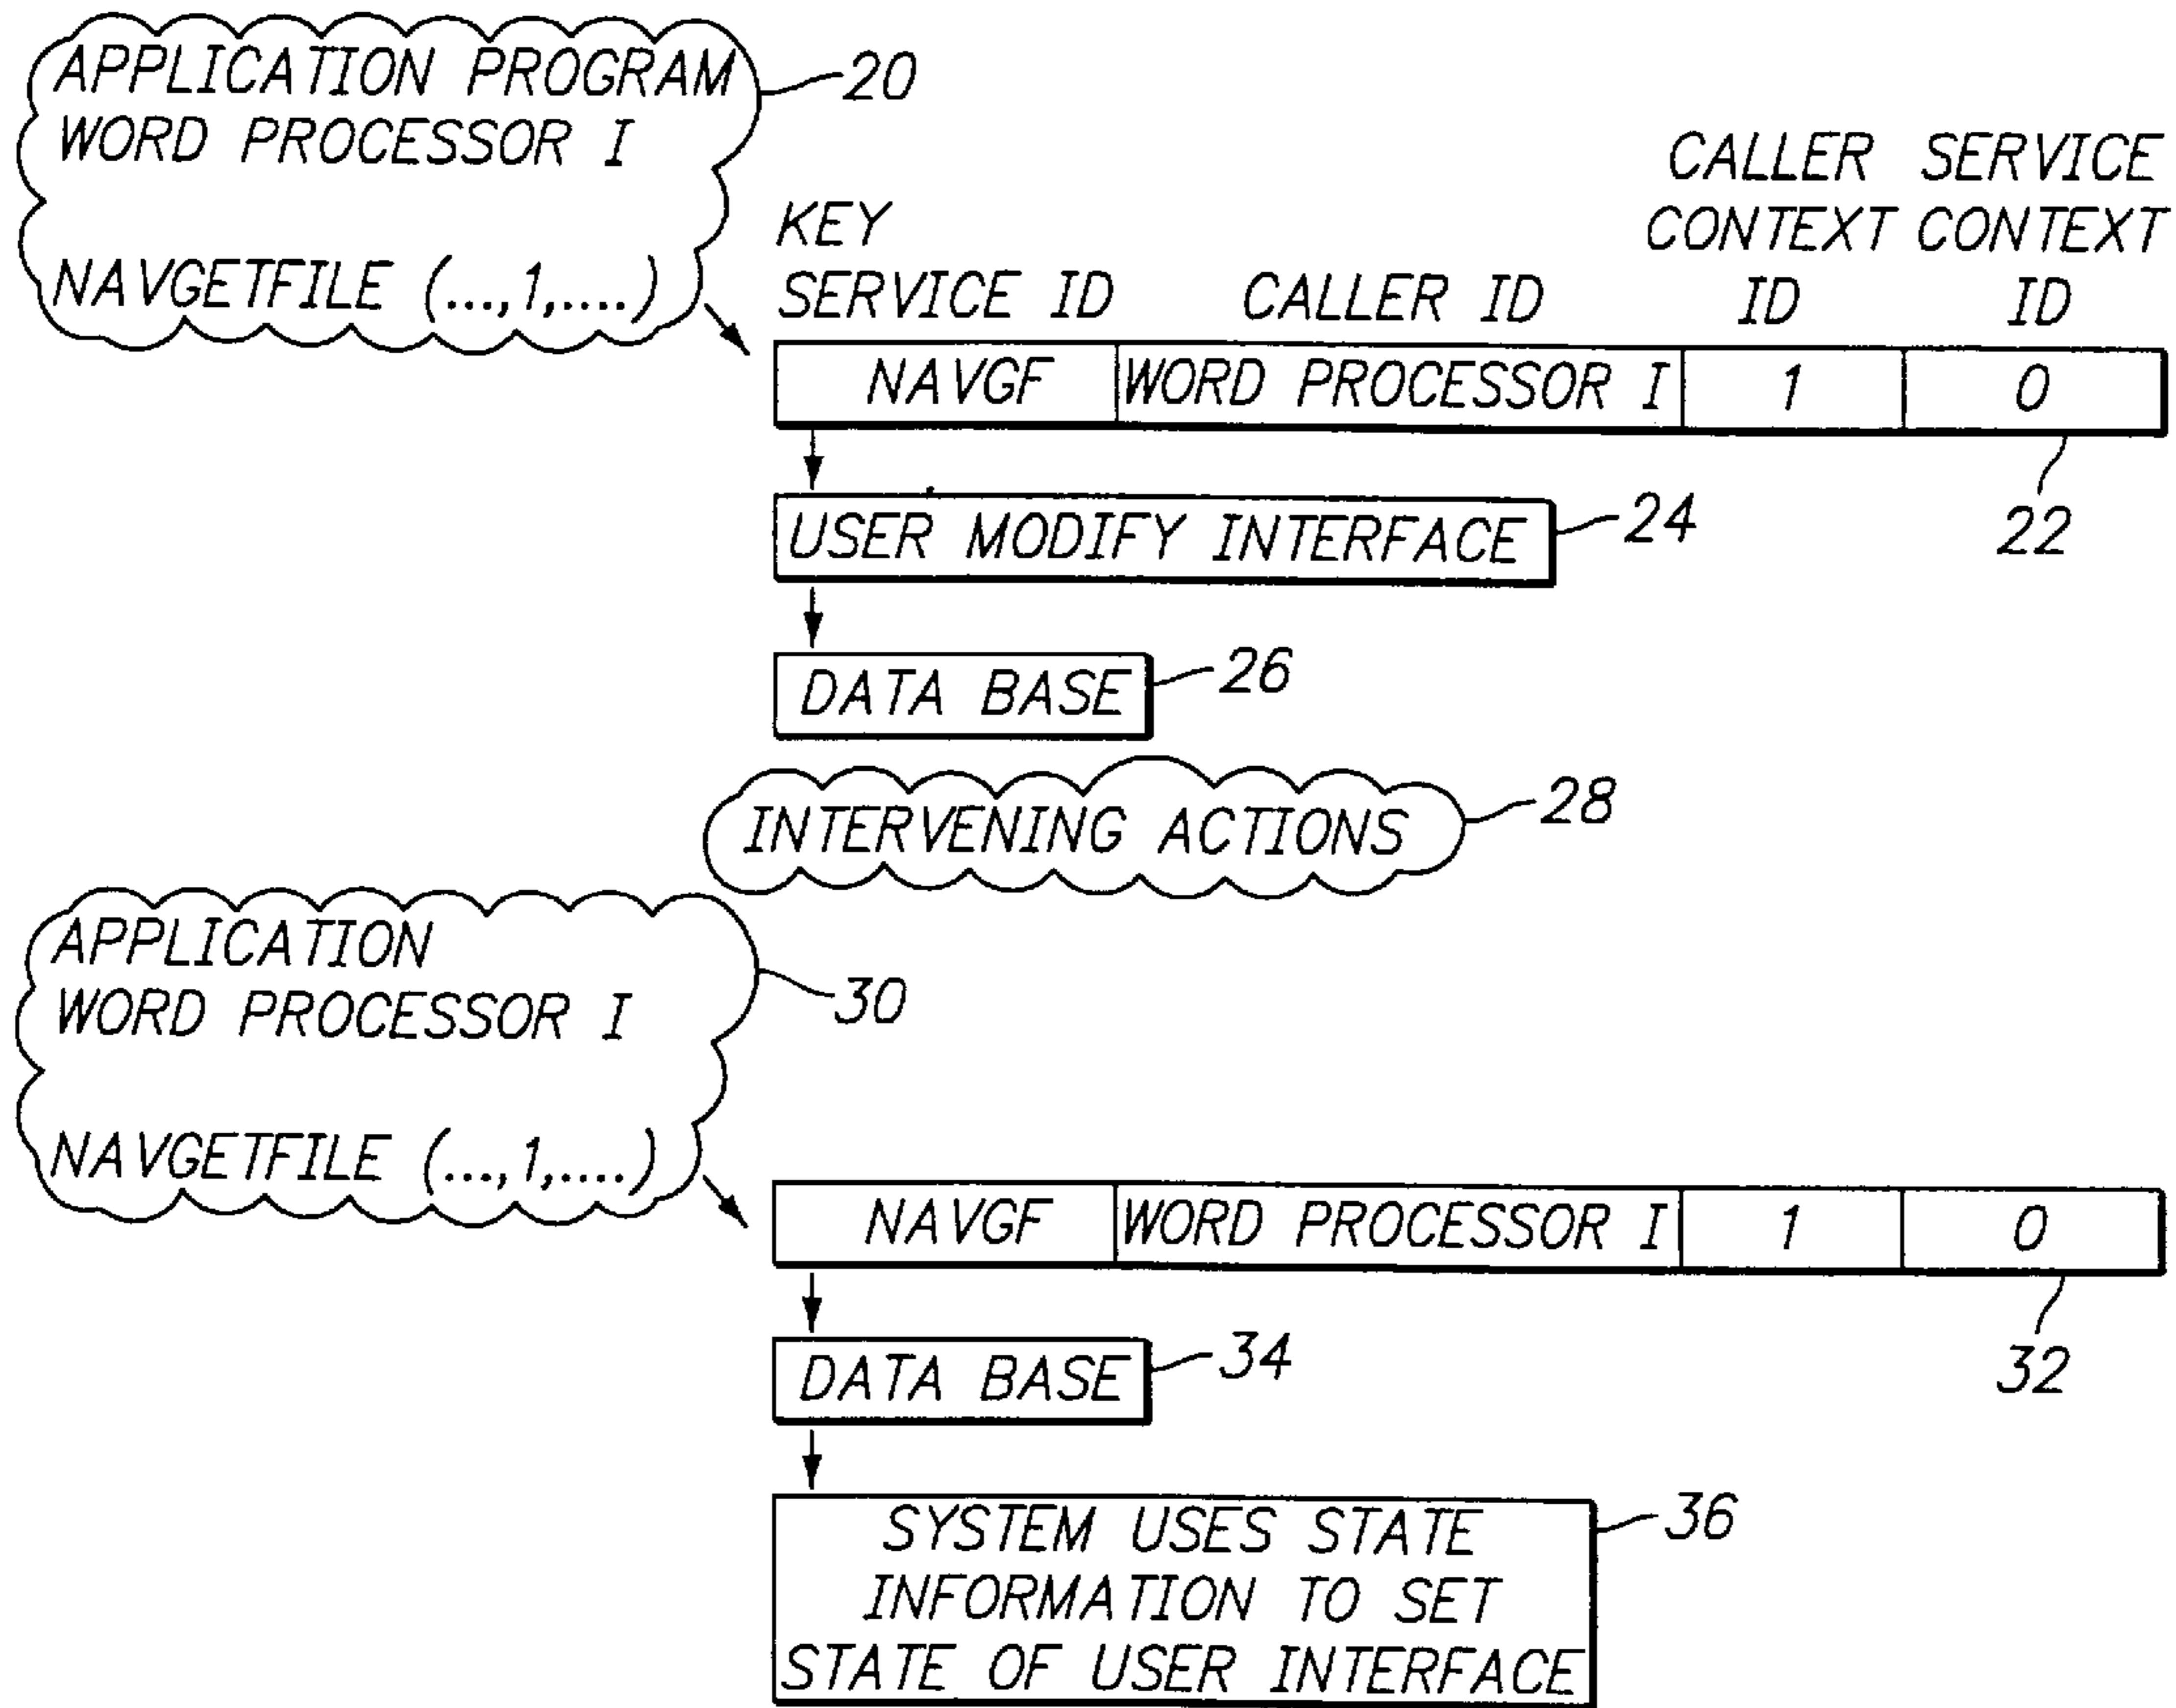 APPLICATION PROGRAM
WORD PROCESSOR I
NAVGETFILE (...,1,....)
20
KEY
SERVICE ID
CALLER ID
CALLER
CONTEXT
ID
SERVICE
CONTEXT
ID
NAVGF WORD PROCESSOR I 1 0
22
USER MODIFY INTERFACE
24
DATA BASE
26
INTERVENING ACTIONS
28
APPLICATION
WORD PROCESSOR I
NAVGETFILE (...,1,....)
30
NAVGF WORD PROCESSOR I 1 0
32
DATA BASE
34
SYSTEM USES STATE
INFORMATION TO SET
STATE OF USER INTERFACE
36